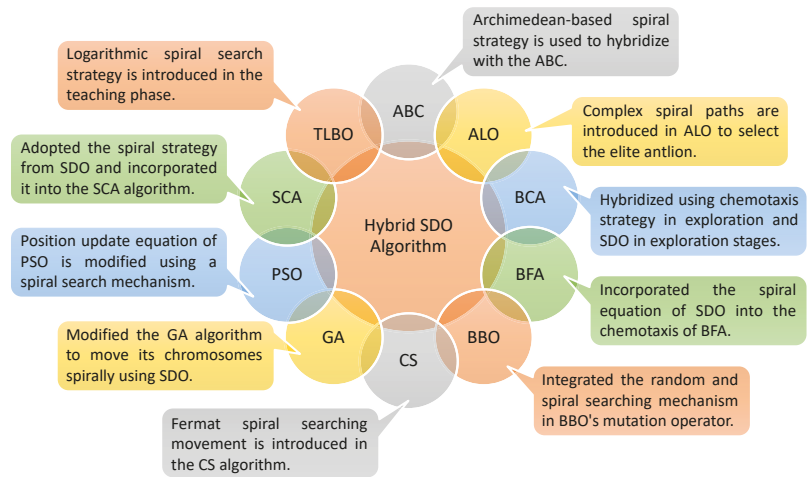 Archimedean-based spiral
strategy is used to hybridize
with the ABC.
Logarithmic spiral search
strategy is introduced in the
teaching phase.
ABC
TLBO
ALO
Complex spiral paths are
introduced in ALO to select
the elite antlion.
Adopted the spiral strategy
from SDO and incorporated
it into the SCA algorithm.
SCA
BCA
Hybridized using chemotaxis
strategy in exploration and
SDO in exploration stages.
Hybrid SDO
Algorithm
Position update equation of
PSO is modified using a
spiral search mechanism.
PSO
BFA
Incorporated the spiral
equation of SDO into the
chemotaxis of BFA.
Modified the GA algorithm
to move its chromosomes
spirally using SDO.
GA
BBO
CS
Integrated the random and
spiral searching mechanism
in BBO's mutation operator.
Fermat spiral searching
movement is introduced in
the CS algorithm.